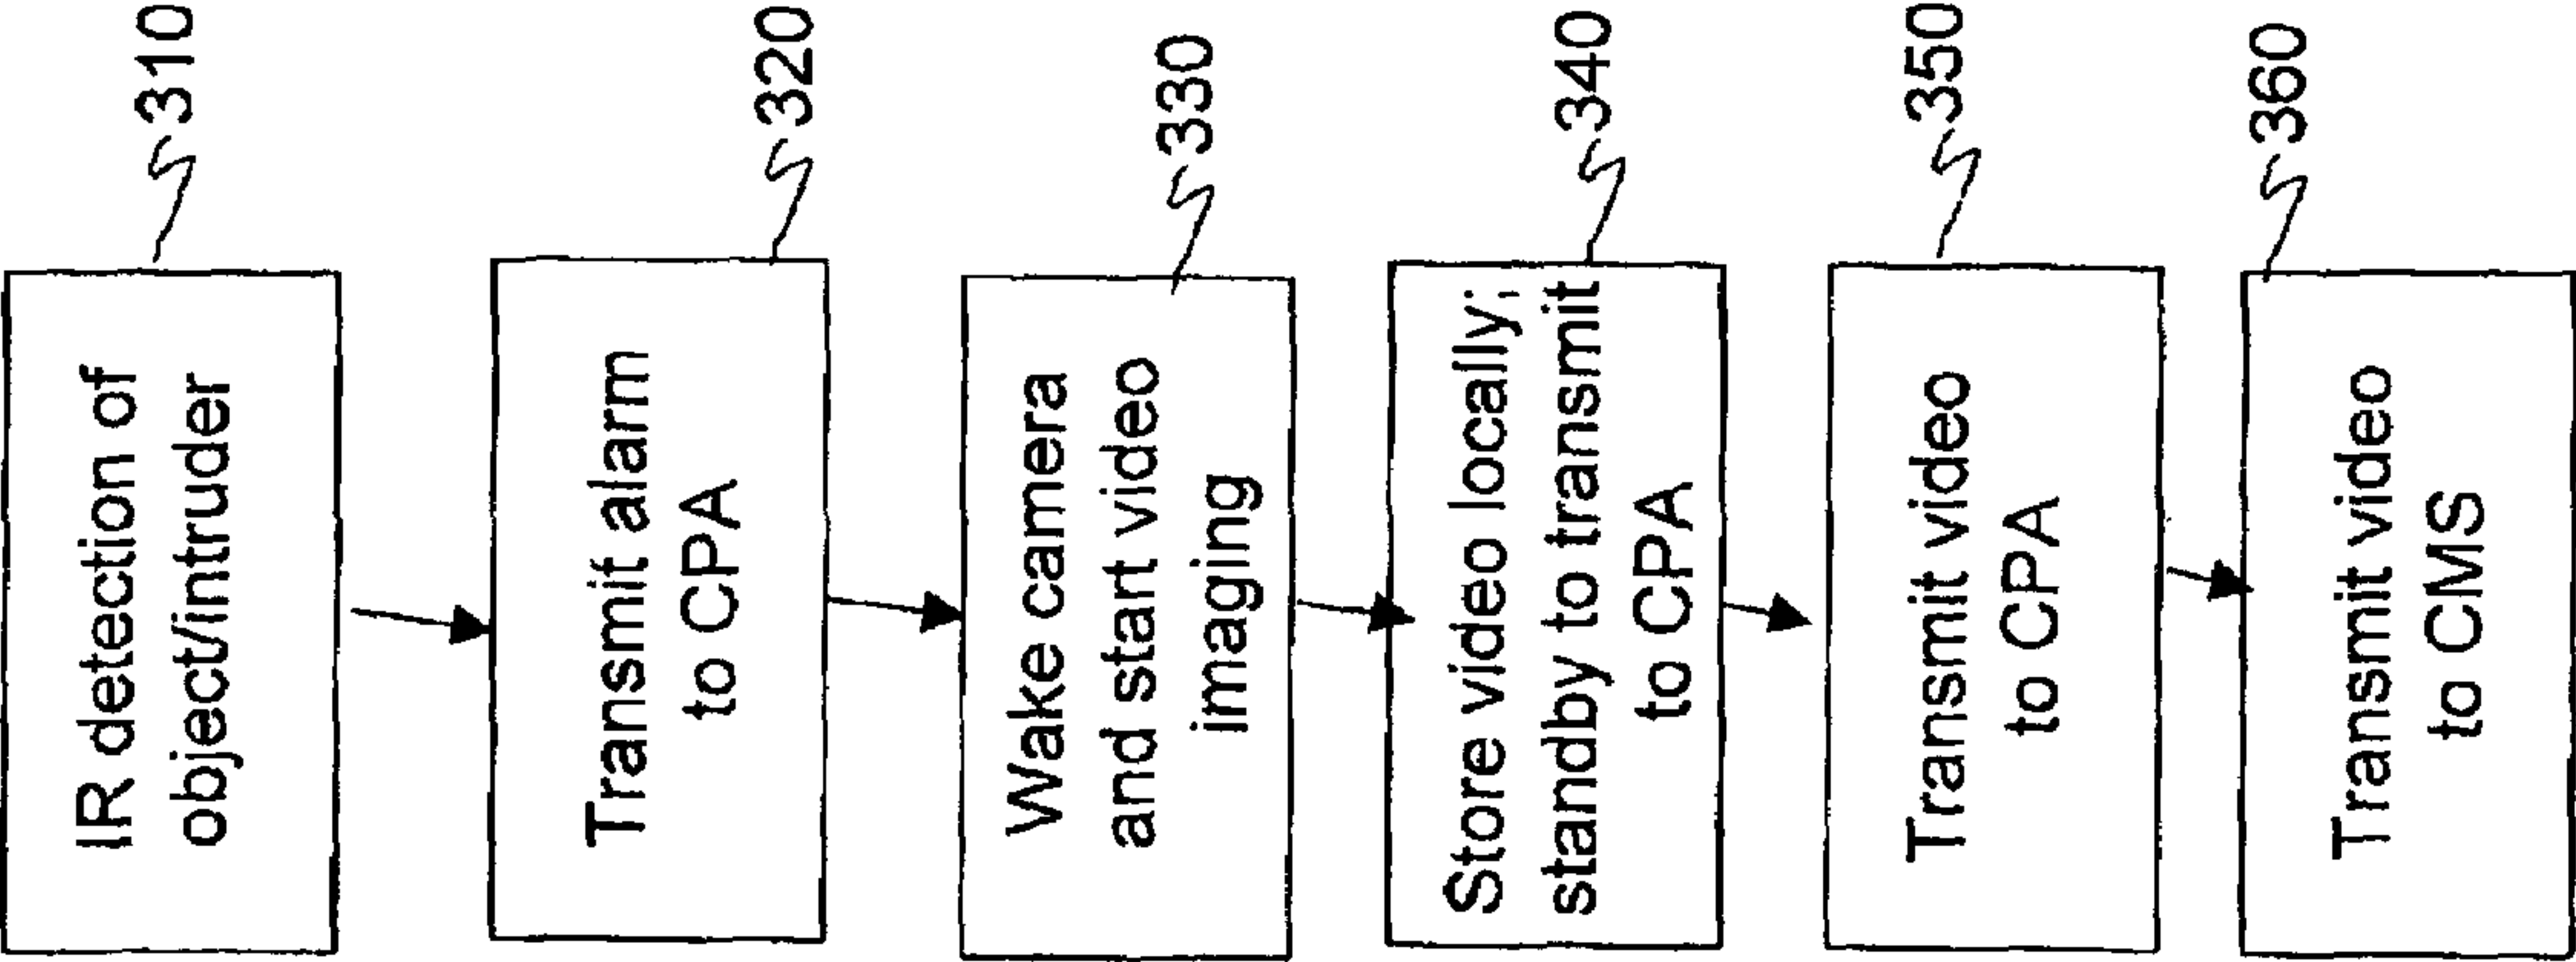 IR detection of
object/intruder
310
Transmit alarm
to CPA
320
Wake camera
and start video
imaging
330
Store video locally;
standby to transmit
to CPA
340
Transmit video
to CPA
350
Transmit video
to CMS
360